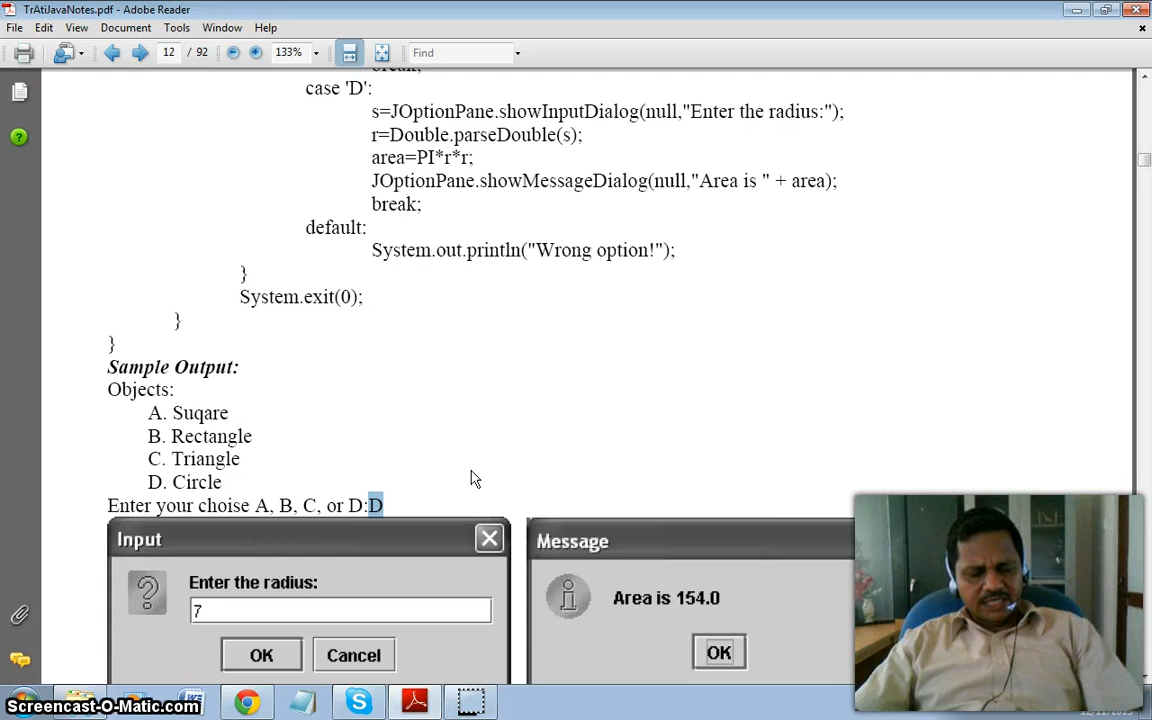 TrAtiJavaNotes.pdf - Adobe Reader
File Edit View Document Tools Window Help
12 / 92 133% Find
break;
case 'D':
s=JOptionPane.showInputDialog(null,"Enter the radius:");
r=Double.parseDouble(s);
area=PI*r*r;
JOptionPane.showMessageDialog(null,"Area is " + area);
break;
default:
System.out.println("Wrong option!");
}
System.exit(0);
}
}
Sample Output:
Objects:
A. Suqare
B. Rectangle
C. Triangle
D. Circle
Enter your choise A, B, C, or D:D
Input
Message
Enter the radius:
7
Area is 154.0
OK Cancel
OK
Screencast-O-Matic.com